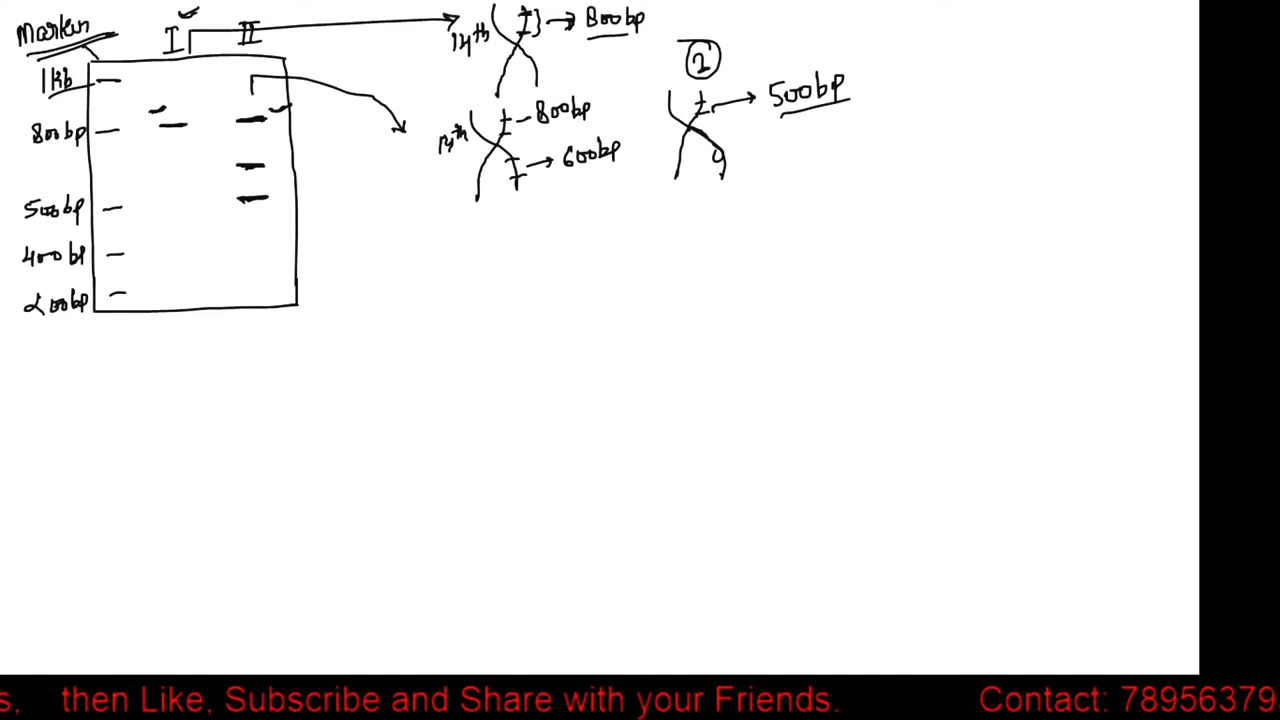 Marker
I II
14th 800bp
1kb
2
500bp
800bp
14th 800bp
600bp
500bp
400bp
200bp
s, then Like, Subscribe and Share with your Friends. Contact: 78956379